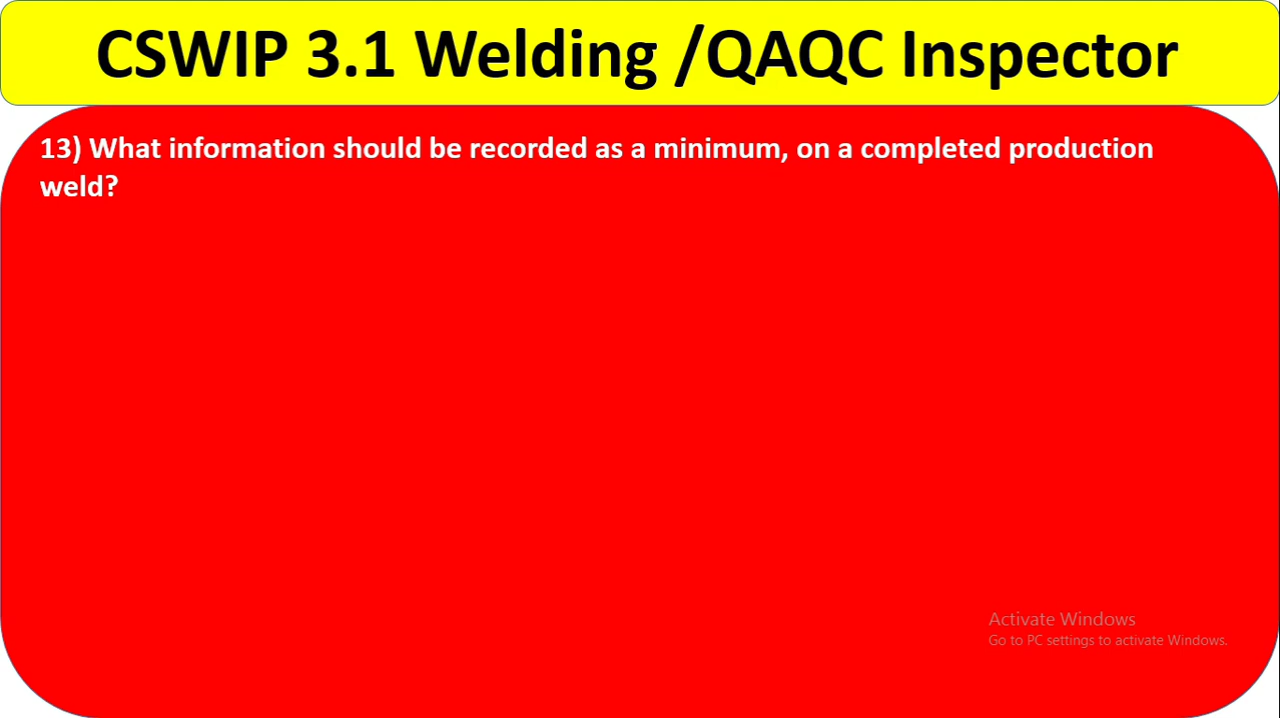 CSWIP 3.1 Welding /QAQC Inspector
13) What information should be recorded as a minimum, on a completed production
weld?
Activate Windows
Go to PC settings to activate Windows.